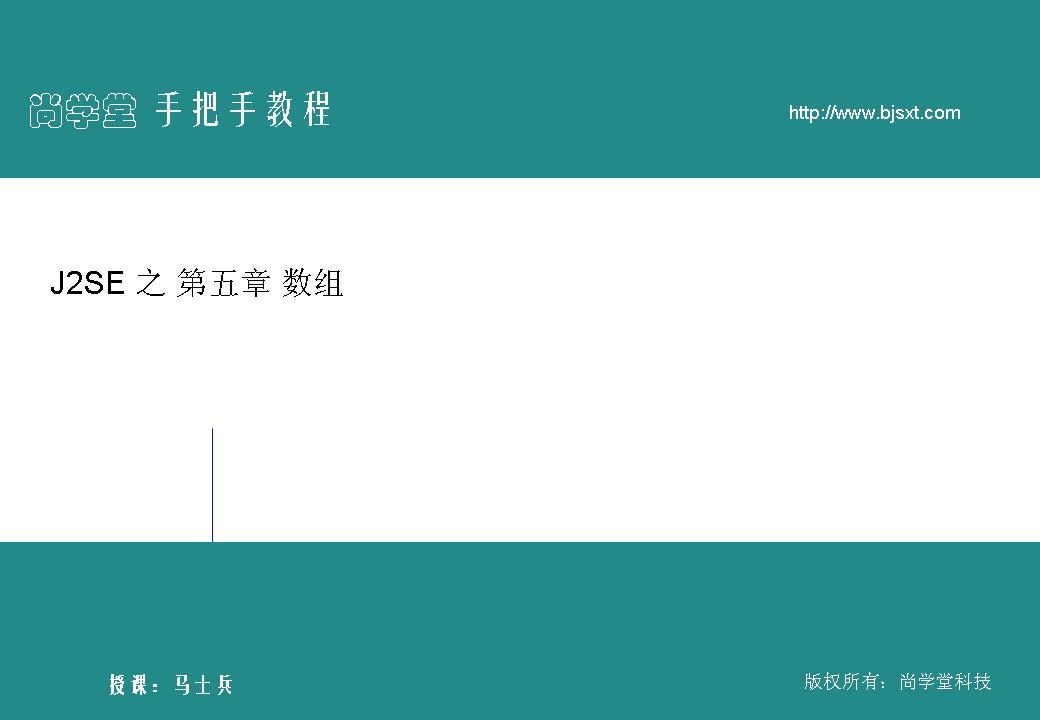 尚学堂 手把手教程
http://www.bjsxt.com
J2SE 之 第五章 数组
授课：马士兵
版权所有：尚学堂科技